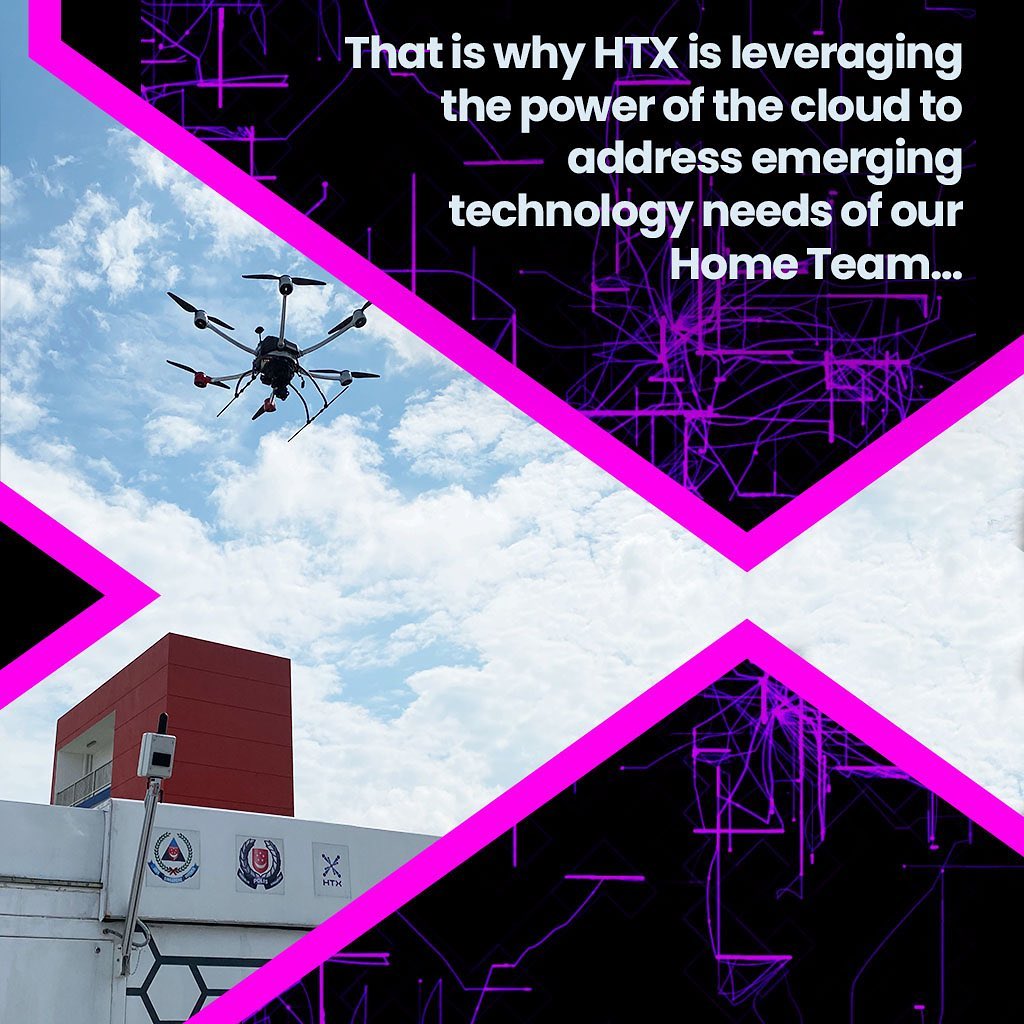 That is why HTX is leveraging
the power of the cloud to
address emerging
technology needs of our
Home Team...
POLIS
HTX